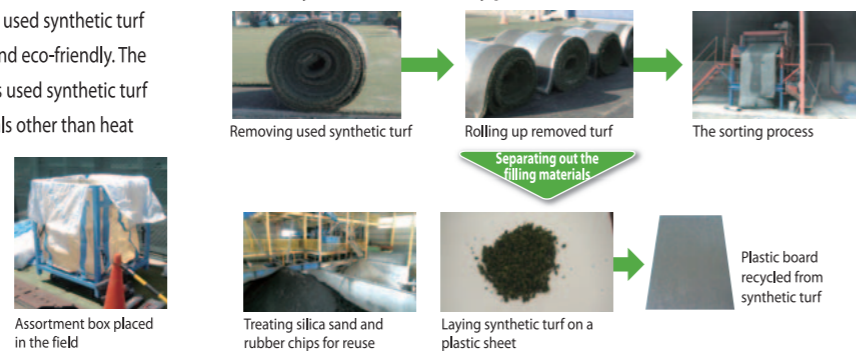 used synthetic turf
nd eco-friendly. The
s used synthetic turf
ls other than heat
Removing used synthetic turf
Rolling up removed turf
The sorting process
Separating out the
filling materials
Assortment box placed
in the field
Treating silica sand and
rubber chips for reuse
Laying synthetic turf on a
plastic sheet
Plastic board
recycled from
synthetic turf